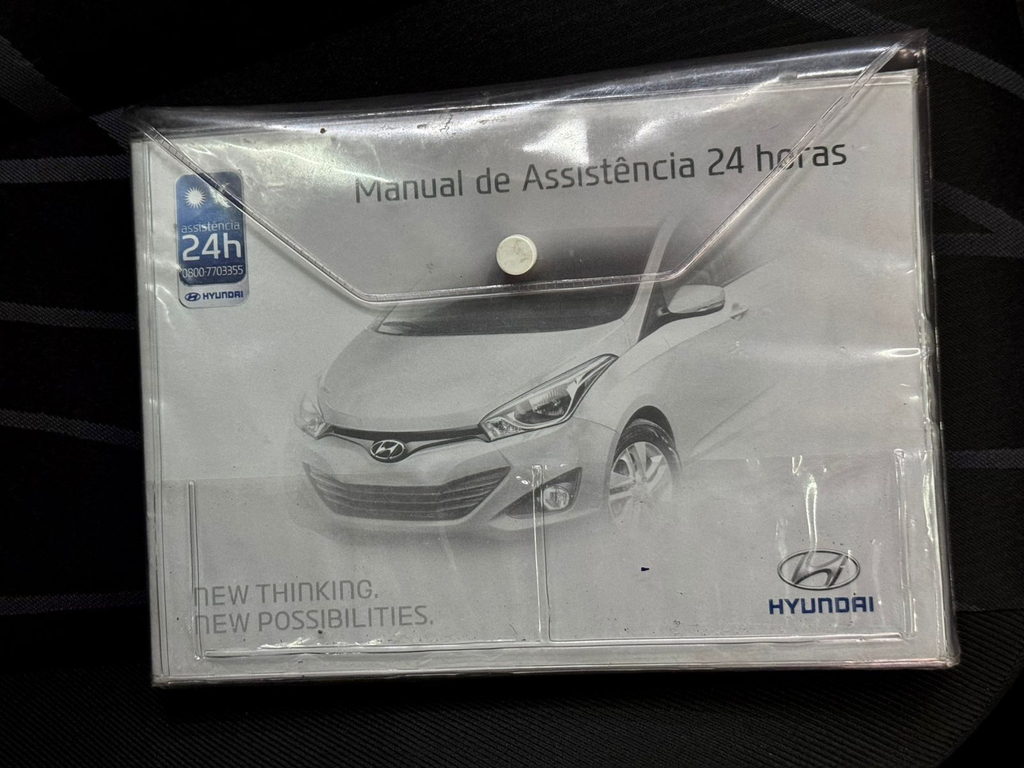 Manual de Assistência 24 horas
assistência
24h
0800-7703355
HYUNDAI
NEW THINKING.
NEW POSSIBILITIES.
HYUNDAI